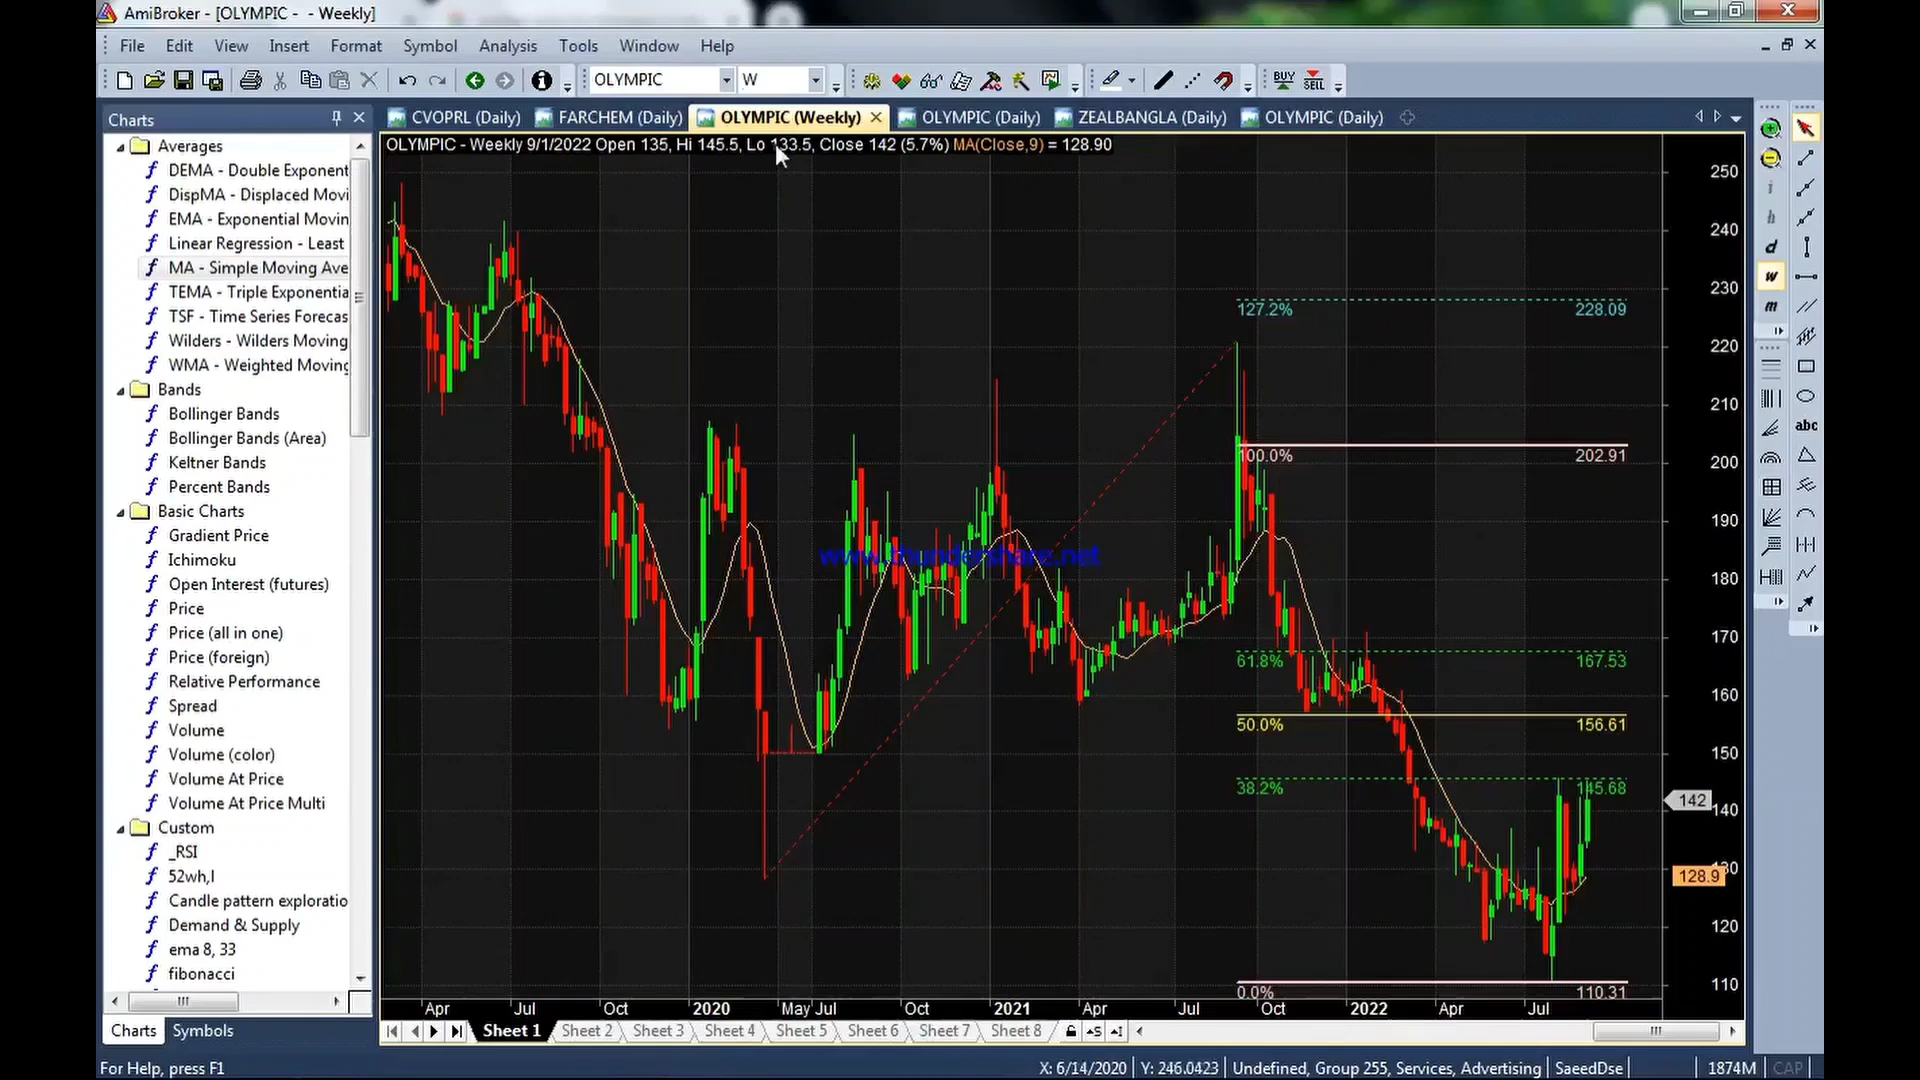 AmiBroker - [OLYMPIC - - Weekly]
File Edit View Insert Format Symbol Analysis Tools Window Help
OLYMPIC W BUY SELL
Charts
CVOPRL (Daily) FARCHEM (Daily) OLYMPIC (Weekly) OLYMPIC (Daily) ZEALBANGLA (Daily) OLYMPIC (Daily)
OLYMPIC - Weekly 9/1/2022 Open 135, Hi 145.5, Lo 133.5, Close 142 (5.7%) MA(Close,9) = 128.90
Averages
DEMA - Double Exponent
DispMA - Displaced Movi
EMA - Exponential Movin
Linear Regression - Least
MA - Simple Moving Ave
TEMA - Triple Exponentia
TSF - Time Series Forecas
Wilders - Wilders Moving
WMA - Weighted Moving
Bands
Bollinger Bands
Bollinger Bands (Area)
Keltner Bands
Percent Bands
Basic Charts
Gradient Price
Ichimoku
Open Interest (futures)
Price
Price (all in one)
Price (foreign)
Relative Performance
Spread
Volume
Volume (color)
Volume At Price
Volume At Price Multi
Custom
_RSI
52wh,l
Candle pattern exploratio
Demand & Supply
ema 8, 33
fibonacci
Charts Symbols
250
240
230
127.2% 228.09
220
210
100.0% 202.91
200
190
www.thundershare.net
180
170
61.8% 167.53
160
50.0% 156.61
150
38.2% 145.68
142 140
128.9
120
110
0.0% 110.31
Apr Jul Oct 2020 May Jul Oct 2021 Apr Jul Oct 2022 Apr Jul
Sheet 1 Sheet 2 Sheet 3 Sheet 4 Sheet 5 Sheet 6 Sheet 7 Sheet 8
d
w
m
abc
For Help, press F1 X: 6/14/2020 Y: 246.0423 Undefined, Group 255, Services, Advertising SaeedDse 1874M CAP